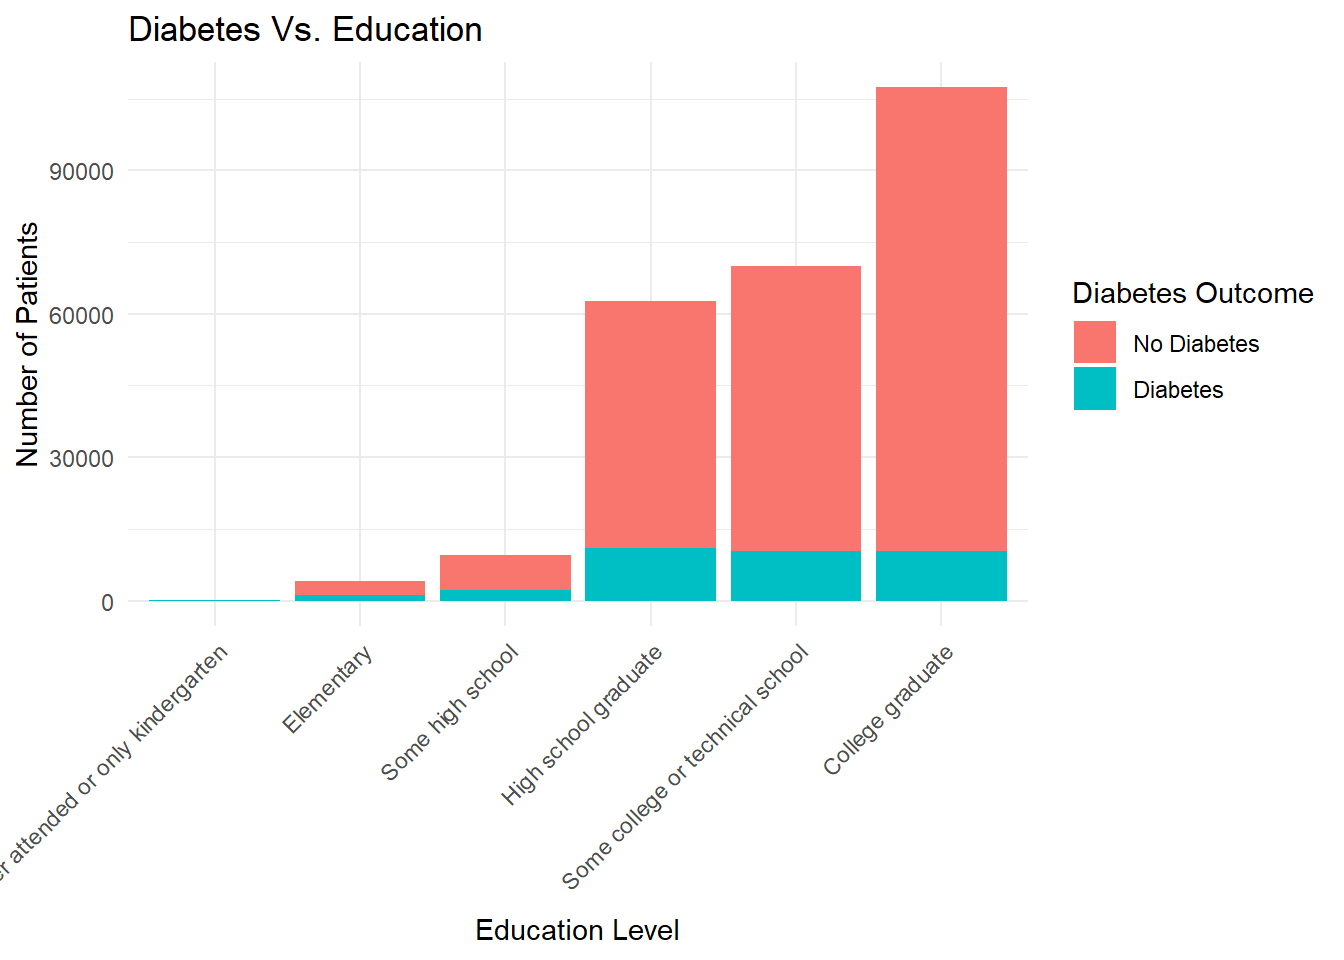 Diabetes Vs. Education
Number of Patients
90000
60000
30000
0
attended or only kindergarten
Elementary
Some high school
High school graduate
Some college or technical school
College graduate
Education Level
Diabetes Outcome
No Diabetes
Diabetes